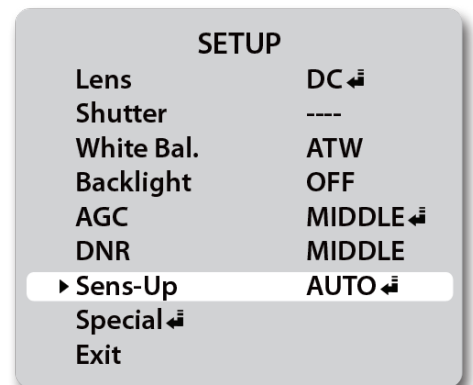 SETUP
Lens DC↲
Shutter ----
White Bal. ATW
Backlight OFF
AGC MIDDLE↲
DNR MIDDLE
▸ Sens-Up AUTO↲
Special↲
Exit